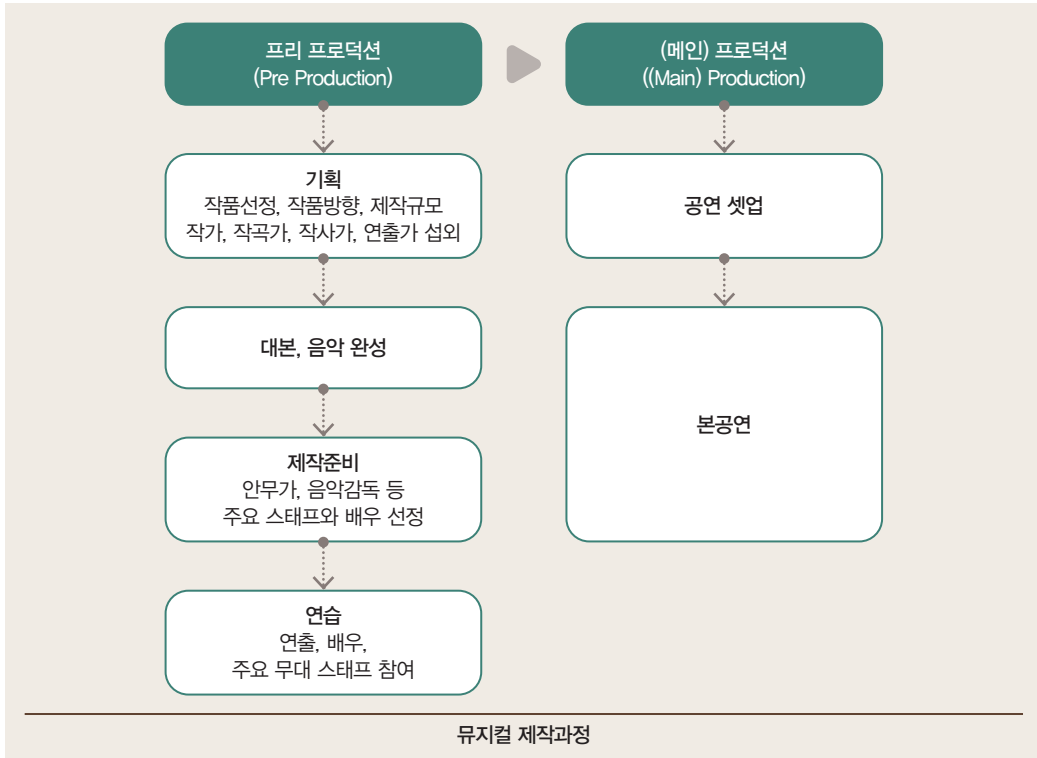 프리 프로덕션
(Pre Production)
기획
작품선정, 작품방향, 제작규모
작가, 작곡가, 작사가, 연출가 섭외
대본, 음악 완성
제작준비
안무가, 음악감독 등
주요 스태프와 배우 선정
연습
연출, 배우,
주요 무대 스태프 참여
(메인) 프로덕션
((Main) Production)
공연 셋업
본공연
뮤지컬 제작과정